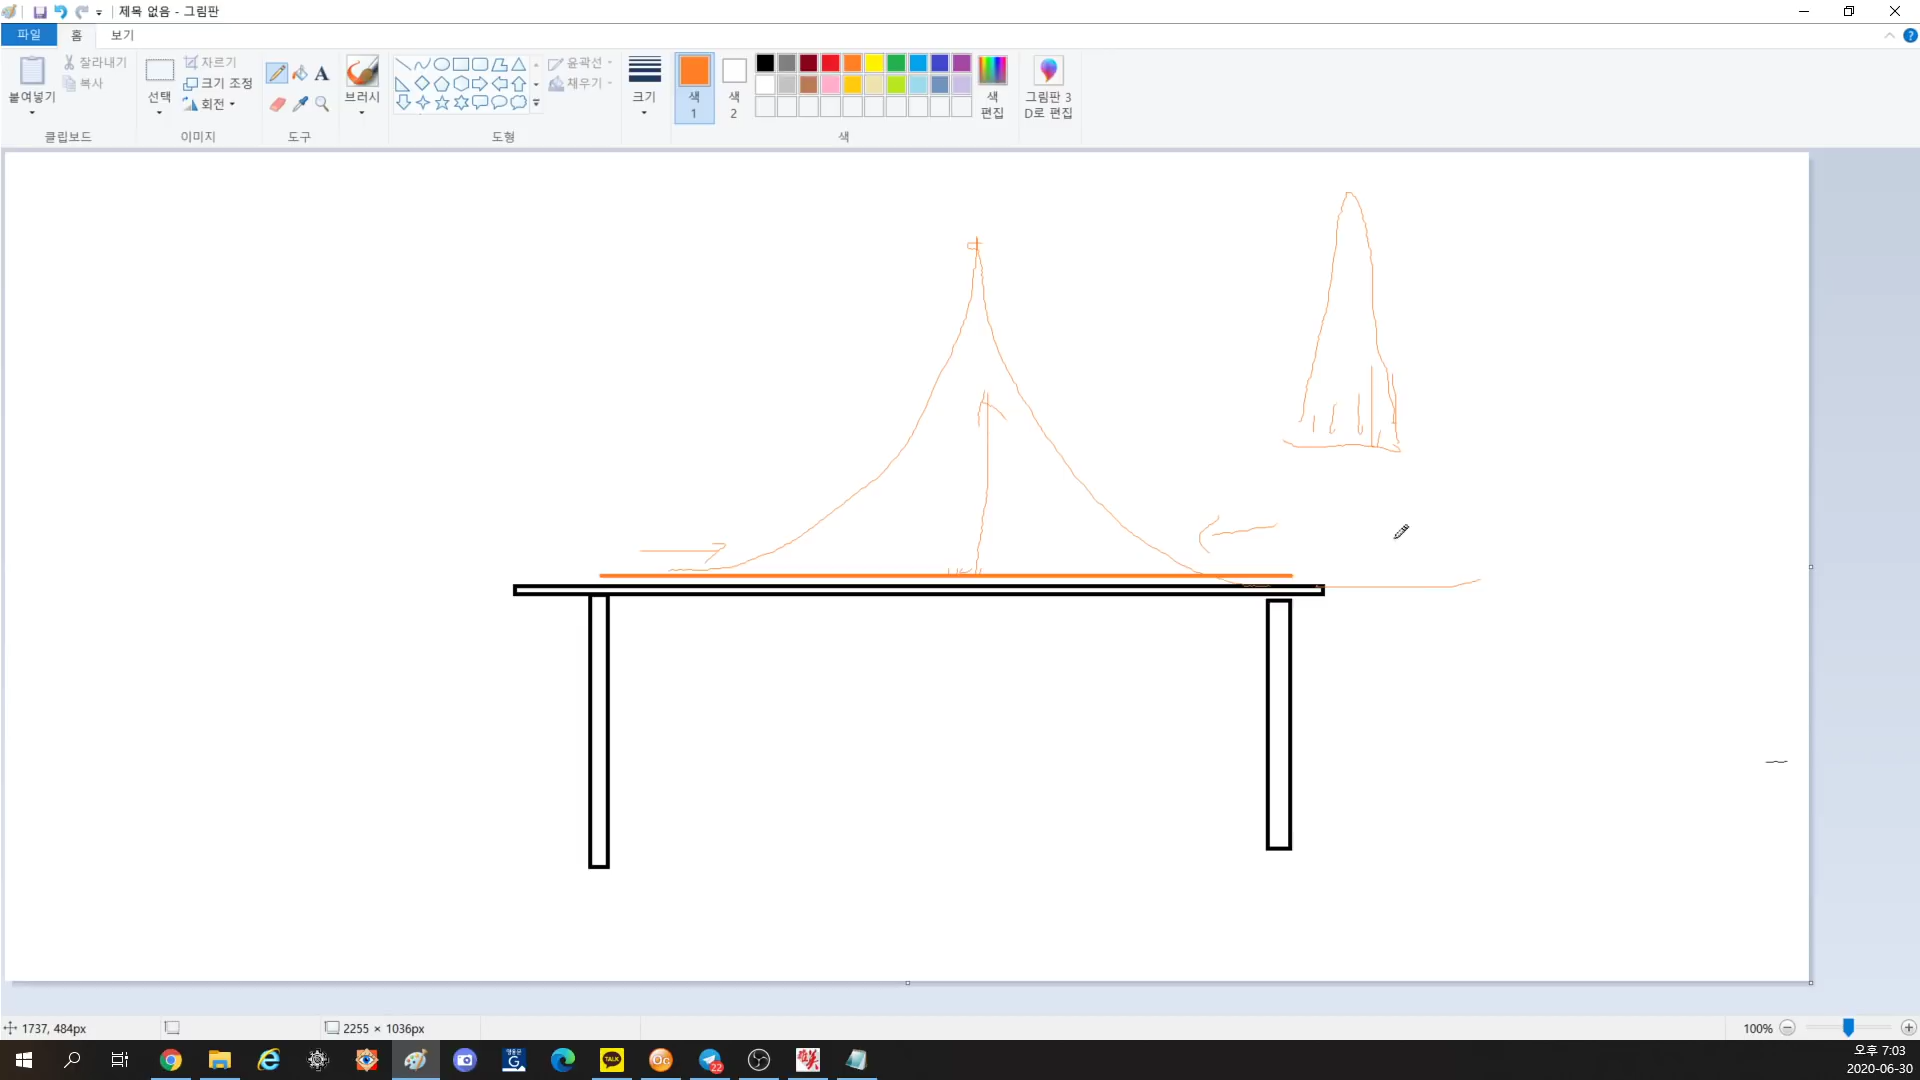 제목 없음 - 그림판
파일 홈 보기
붙여넣기
잘라내기
복사
클립보드
선택
자르기
크기 조정
회전
이미지
A
도구
브러시
도형
윤곽선
채우기
크기
색
1
색
2
색
편집
색
그림판 3
D로 편집
1737, 484px
2255 × 1036px
100%
TALK
22
오후 7:03
2020-06-30